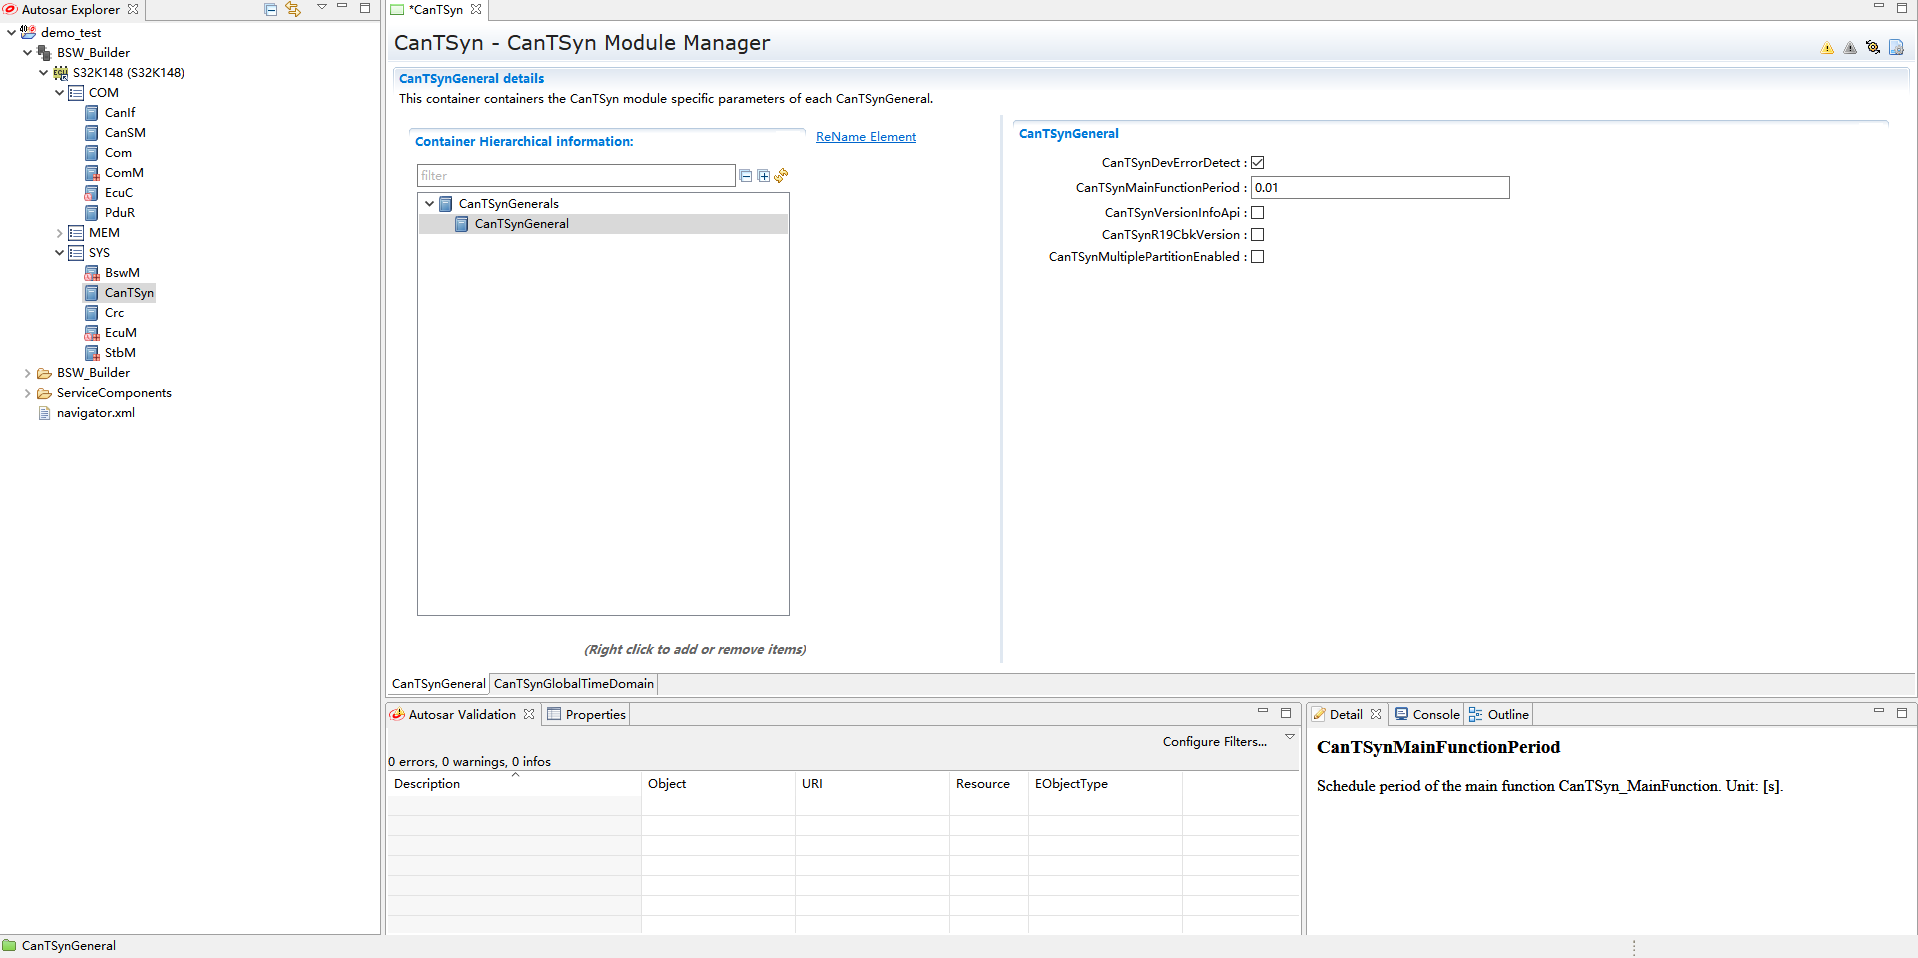 Autosar Explorer
demo_test
BSW_Builder
S32K148 (S32K148)
COM
CanIf
CanSM
Com
ComM
EcuC
PduR
MEM
SYS
BswM
CanTSyn
Crc
EcuM
StbM
BSW_Builder
ServiceComponents
navigator.xml
*CanTSyn
CanTSyn - CanTSyn Module Manager
CanTSynGeneral details
This container containers the CanTSyn module specific parameters of each CanTSynGeneral.
Container Hierarchical information:
ReName Element
filter
CanTSynGenerals
CanTSynGeneral
(Right click to add or remove items)
CanTSynGeneral
CanTSynDevErrorDetect :
CanTSynMainFunctionPeriod : 0.01
CanTSynVersionInfoApi :
CanTSynR19CbkVersion :
CanTSynMultiplePartitionEnabled :
CanTSynGeneral CanTSynGlobalTimeDomain
Autosar Validation Properties
Configure Filters...
0 errors, 0 warnings, 0 infos
Description Object URI Resource EObjectType
Detail Console Outline
CanTSynMainFunctionPeriod
Schedule period of the main function CanTSyn_MainFunction. Unit: [s].
CanTSynGeneral